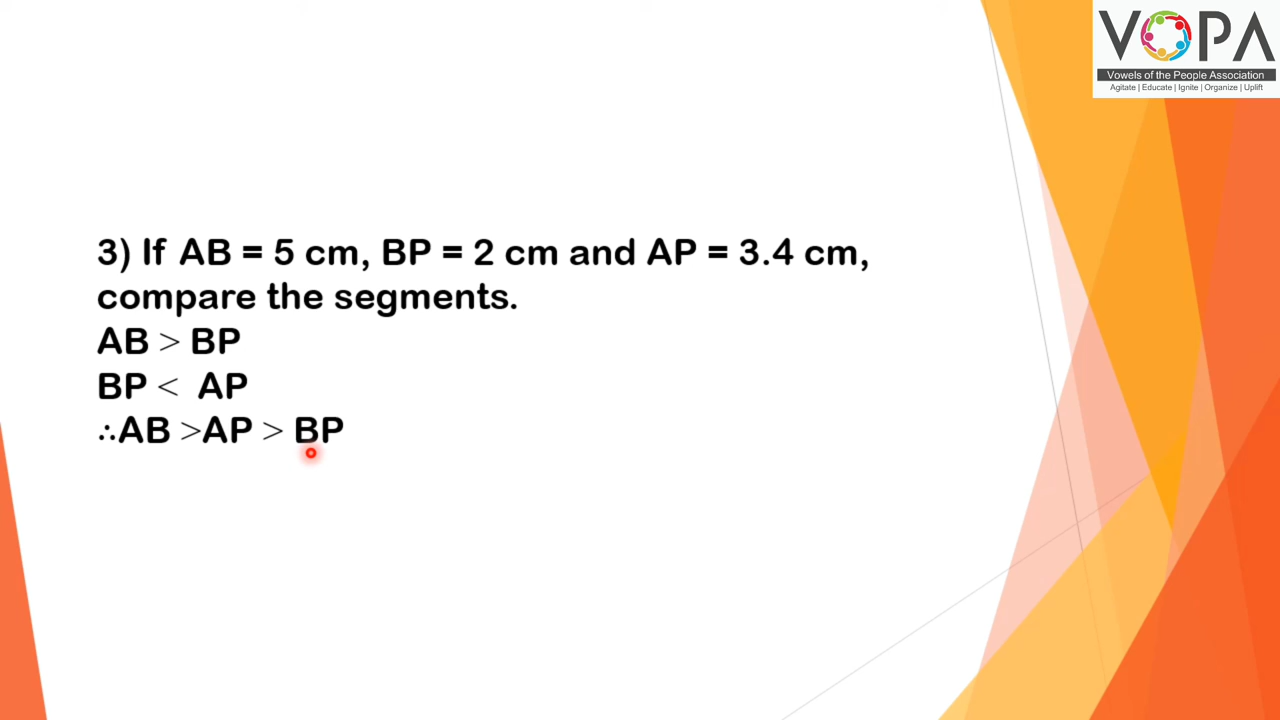 VOPA
Vowels of the People Association
Agitate | Educate | Ignite | Organize | Uplift
3) If AB = 5 cm, BP = 2 cm and AP = 3.4 cm,
compare the segments.
AB > BP
BP < AP
∴AB >AP > BP